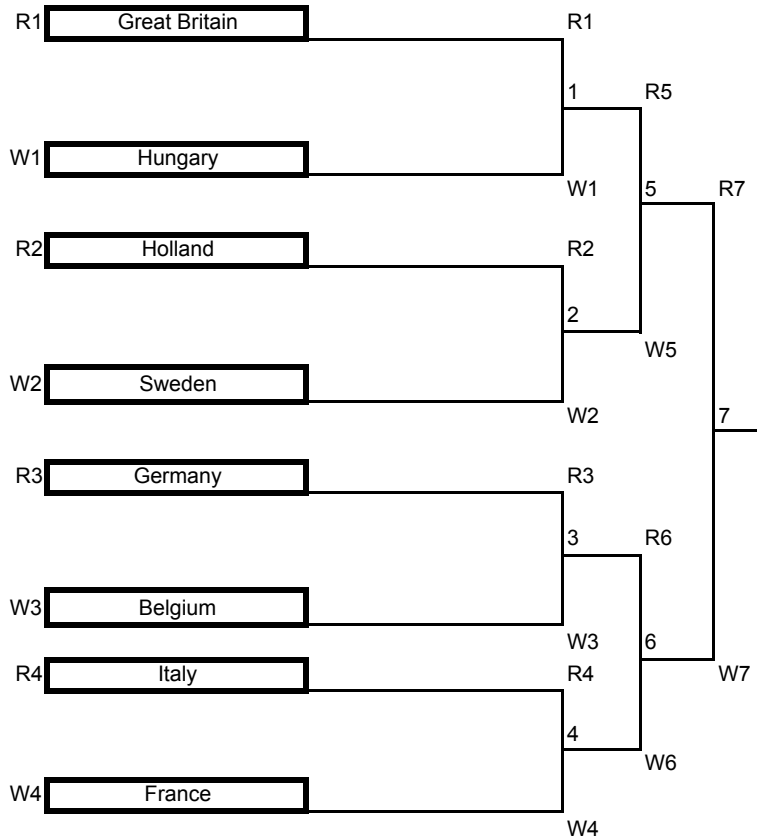 R1 Great Britain R1
1 R5
W1 Hungary
W1 5 R7
R2 Holland R2
2
W5
W2 Sweden
W2 7
R3 Germany R3
3 R6
W3 Belgium
W3 6
R4 Italy R4 W7
4
W6
W4 France
W4